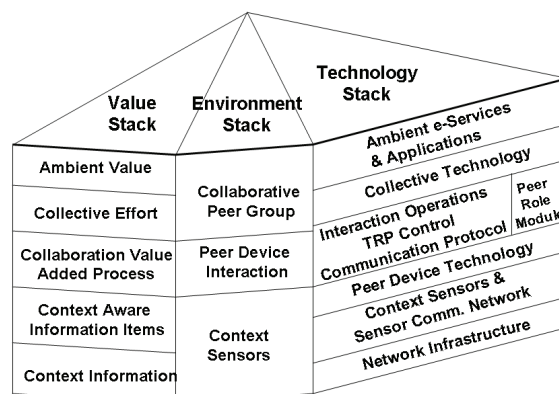 Value
Stack
Environment
Stack
Technology
Stack
Ambient Value
Collective Effort
Collaboration Value
Added Process
Context Aware
Information Items
Context Information
Collaborative
Peer Group
Peer Device
Interaction
Context
Sensors
Ambient e-Services
& Applications
Collective Technology
Interaction Operations
TRP Control
Communication Protocol
Peer
Role
Modul
Peer Device Technology
Context Sensors &
Sensor Comm. Network
Network Infrastructure